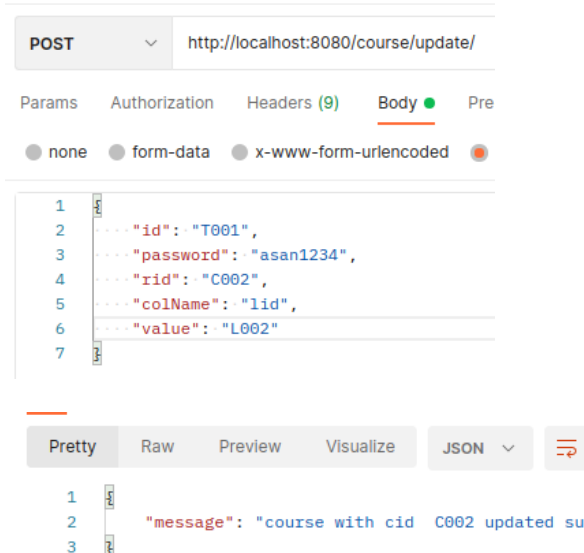 POST http://localhost:8080/course/update/
Params Authorization Headers (9) Body Pre
none form-data x-www-form-urlencoded
1 {
2 "id": "T001",
3 "password": "asan1234",
4 "rid": "C002",
5 "colName": "lid",
6 "value": "L002"
7 }
Pretty Raw Preview Visualize JSON
1 {
2 "message": "course with cid  C002 updated su
3 }